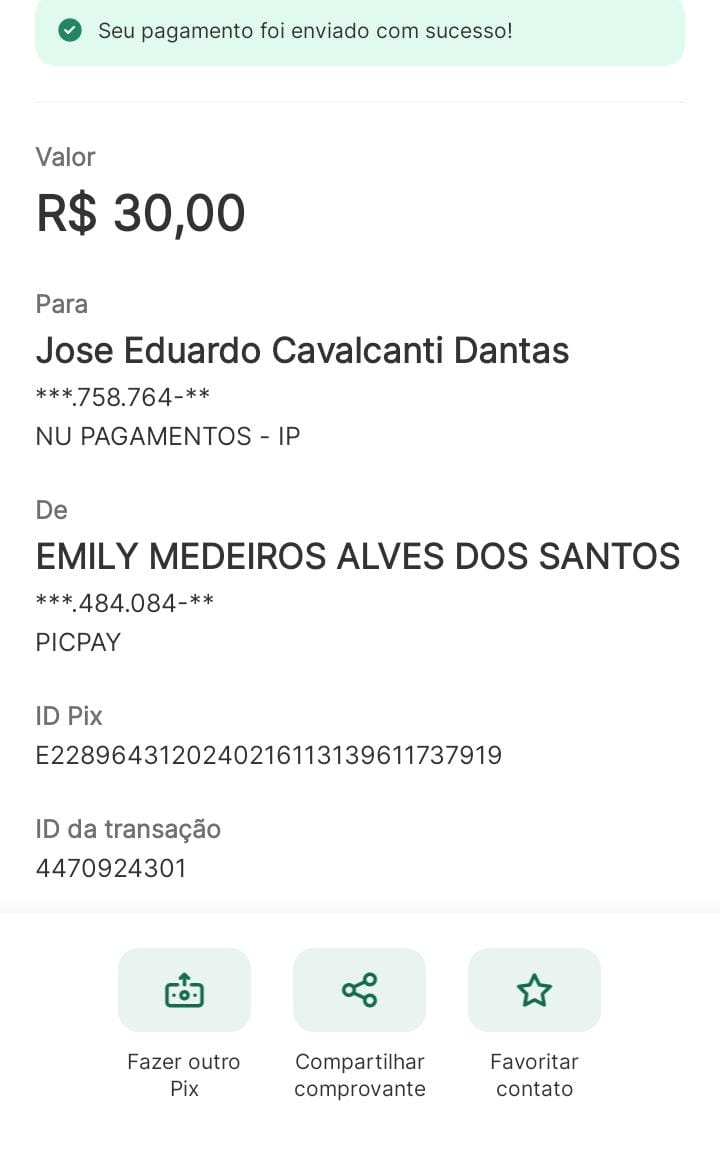 Seu pagamento foi enviado com sucesso!
Valor
R$ 30,00
Para
Jose Eduardo Cavalcanti Dantas
***.758.764-**
NU PAGAMENTOS - IP
De
EMILY MEDEIROS ALVES DOS SANTOS
***.484.084-**
PICPAY
ID Pix
E22896431202402161131396​11737919
ID da transação
4470924301
Fazer outro
Pix
Compartilhar
comprovante
Favoritar
contato